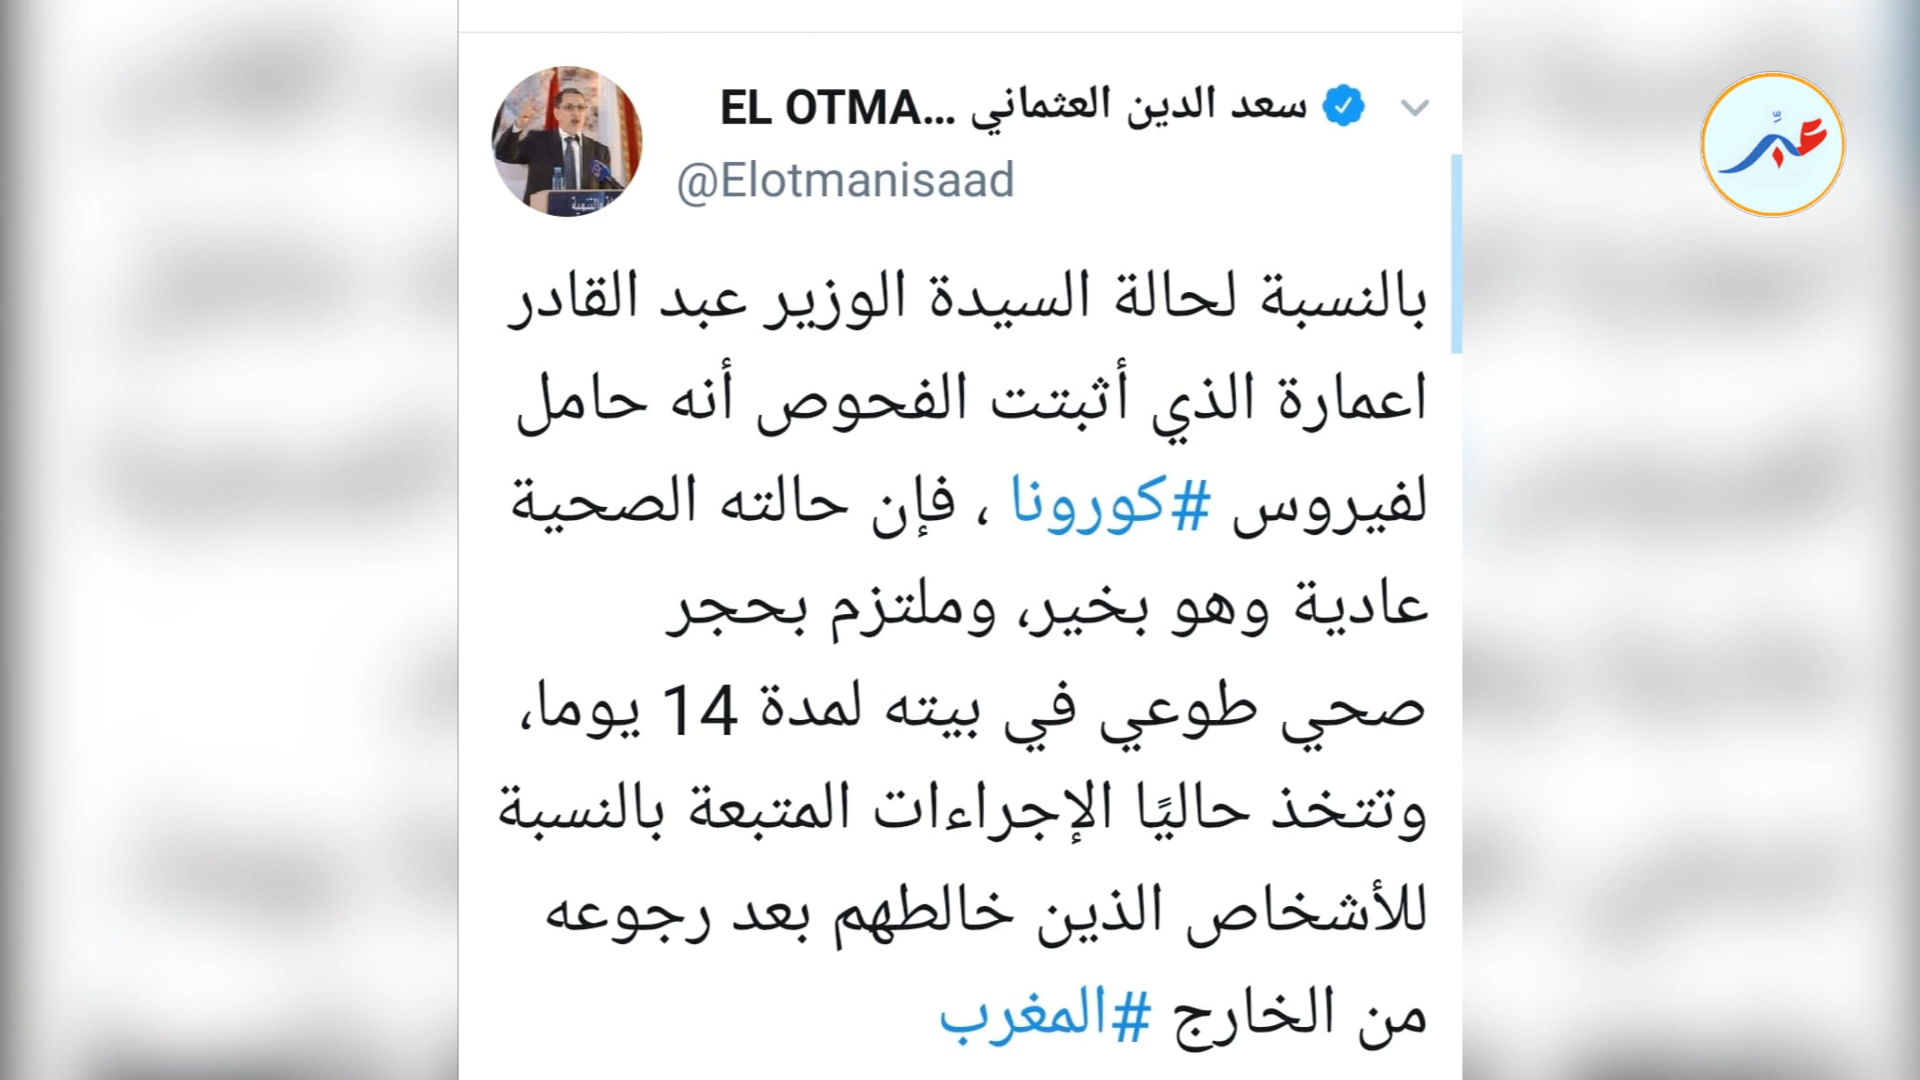 سعد الدين العثماني EL OTMA...
@Elotmanisaad
بالنسبة لحالة السيدة الوزير عبد القادر
اعمارة الذي أثبتت الفحوص أنه حامل
لفيروس #كورونا ، فإن حالته الصحية
عادية وهو بخير، وملتزم بحجر
صحي طوعي في بيته لمدة 14 يوما،
وتتخذ حاليًا الإجراءات المتبعة بالنسبة
للأشخاص الذين خالطهم بعد رجوعه
من الخارج #المغرب
عبّر